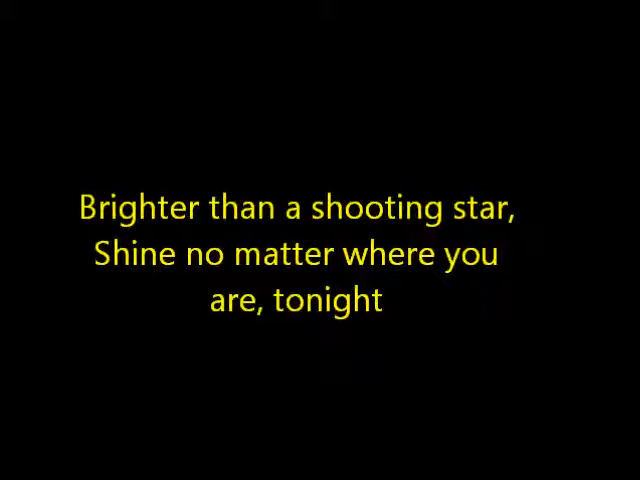 Brighter than a shooting star,
Shine no matter where you
are, tonight